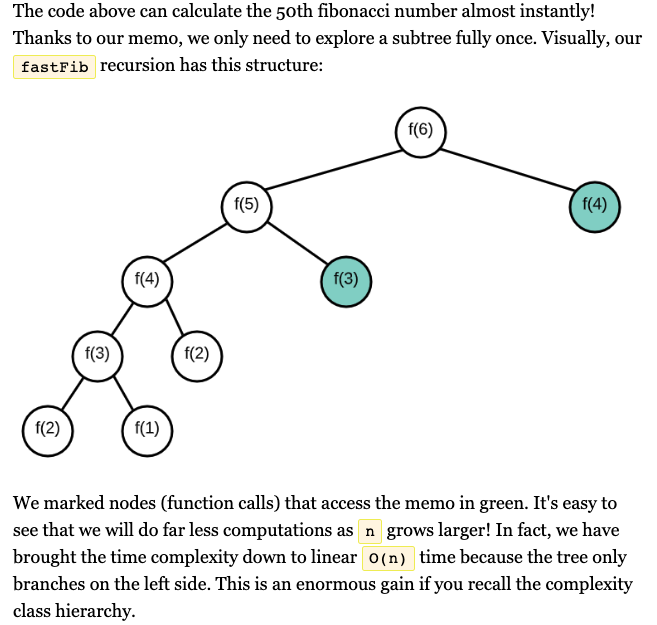 The code above can calculate the 50th fibonacci number almost instantly!
Thanks to our memo, we only need to explore a subtree fully once. Visually, our
fastFib recursion has this structure:
f(6)
f(5)
f(4)
f(4)
f(3)
f(3)
f(2)
f(2)
f(1)
We marked nodes (function calls) that access the memo in green. It's easy to
see that we will do far less computations as n grows larger! In fact, we have
brought the time complexity down to linear O(n) time because the tree only
branches on the left side. This is an enormous gain if you recall the complexity
class hierarchy.